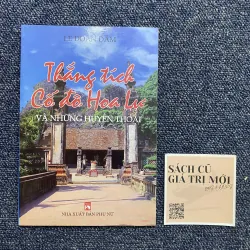 Thắng tích
Cố đô Hoa Lư
VÀ NHỮNG HUYỀN THOẠI
NHÀ XUẤT BẢN PHỤ NỮ
SÁCH CŨ
GIÁ TRỊ MỚI